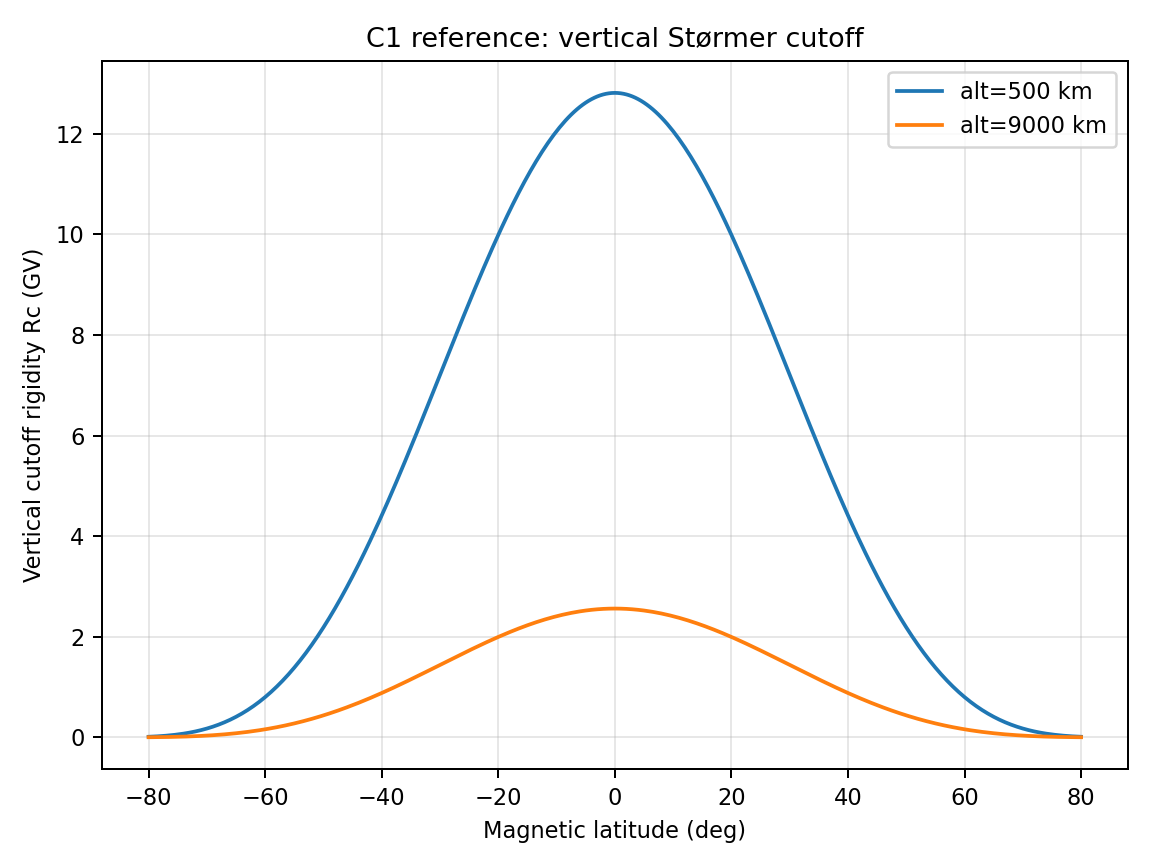 C1 reference: vertical Størmer cutoff
alt=500 km
alt=9000 km
Vertical cutoff rigidity Rc (GV)
12
10
8
6
4
2
0
−80 −60 −40 −20 0 20 40 60 80
Magnetic latitude (deg)